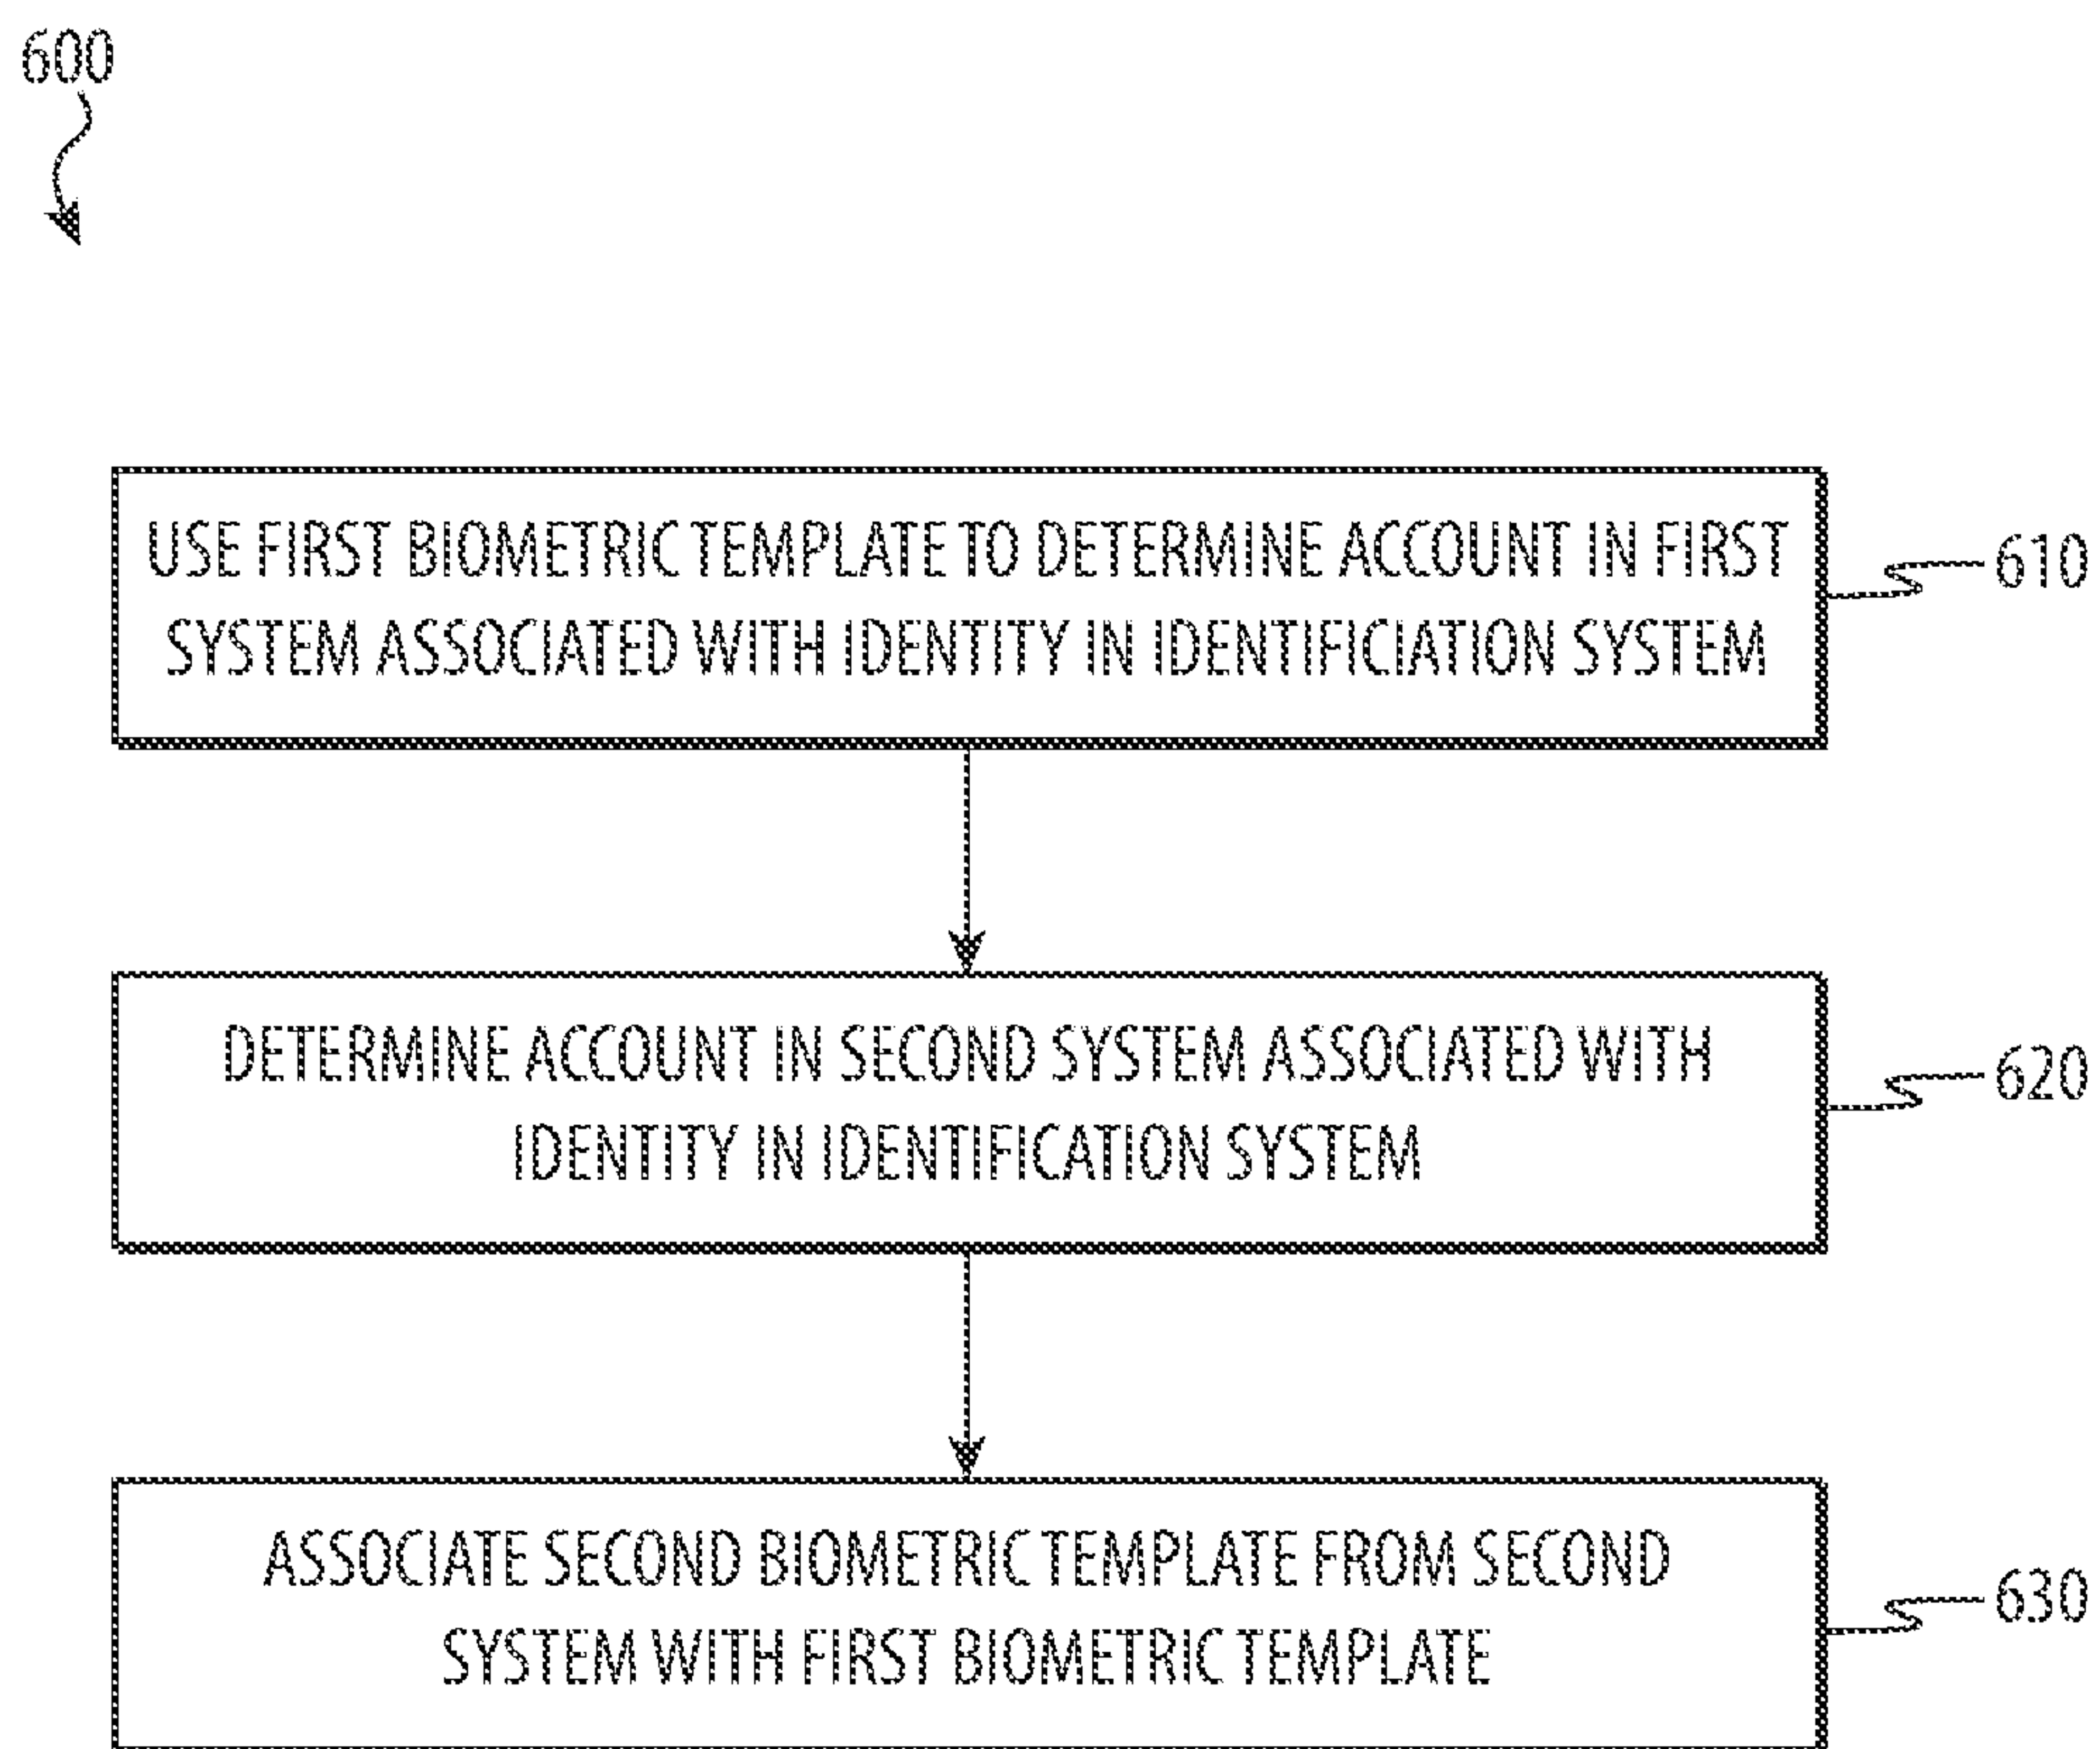 600
USE FIRST BIOMETRIC TEMPLATE TO DETERMINE ACCOUNT IN FIRST
SYSTEM ASSOCIATED WITH IDENTITY IN IDENTIFICIATION SYSTEM
610
DETERMINE ACCOUNT IN SECOND SYSTEM ASSOCIATED WITH
IDENTITY IN IDENTIFICATION SYSTEM
620
ASSOCIATE SECOND BIOMETRIC TEMPLATE FROM SECOND
SYSTEM WITH FIRST BIOMETRIC TEMPLATE
630